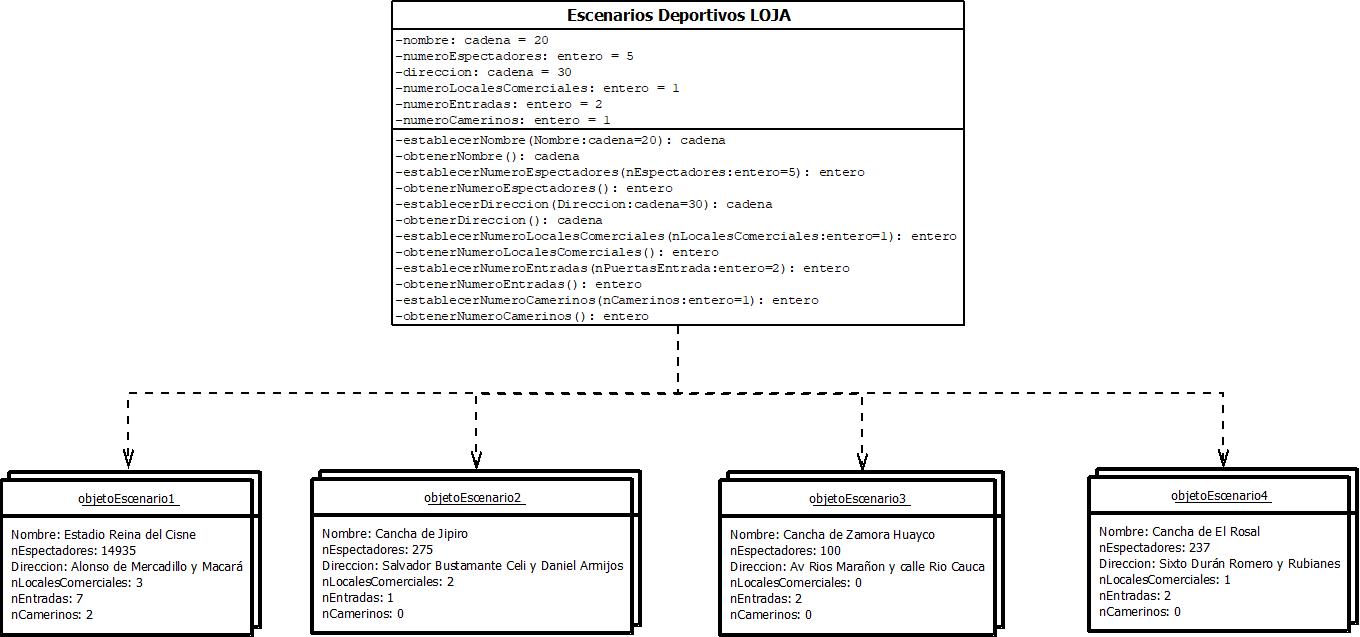 Escenarios Deportivos LOJA
-nombre: cadena = 20
-numeroEspectadores: entero = 5
-direccion: cadena = 30
-numeroLocalesComerciales: entero = 1
-numeroEntradas: entero = 2
-numeroCamerinos: entero = 1
-establecerNombre(Nombre:cadena=20): cadena
-obtenerNombre(): cadena
-establecerNumeroEspectadores(nEspectadores:entero=5): entero
-obtenerNumeroEspectadores(): entero
-establecerDireccion(Direccion:cadena=30): cadena
-obtenerDireccion(): cadena
-establecerNumeroLocalesComerciales(nLocalesComerciales:entero=1): entero
-obtenerNumeroLocalesComerciales(): entero
-establecerNumeroEntradas(nPuertasEntrada:entero=2): entero
-obtenerNumeroEntradas(): entero
-establecerNumeroCamerinos(nCamerinos:entero=1): entero
-obtenerNumeroCamerinos(): entero
objetoEscenario1
Nombre: Estadio Reina del Cisne
nEspectadores: 14935
Direccion: Alonso de Mercadillo y Macará
nLocalesComerciales: 3
nEntradas: 7
nCamerinos: 2
objetoEscenario2
Nombre: Cancha de Jipiro
nEspectadores: 275
Direccion: Salvador Bustamante Celi y Daniel Armijos
nLocalesComerciales: 2
nEntradas: 1
nCamerinos: 0
objetoEscenario3
Nombre: Cancha de Zamora Huayco
nEspectadores: 100
Direccion: Av Rios Marañon y calle Rio Cauca
nLocalesComerciales: 0
nEntradas: 2
nCamerinos: 0
objetoEscenario4
Nombre: Cancha de El Rosal
nEspectadores: 237
Direccion: Sixto Durán Romero y Rubianes
nLocalesComerciales: 1
nEntradas: 2
nCamerinos: 0